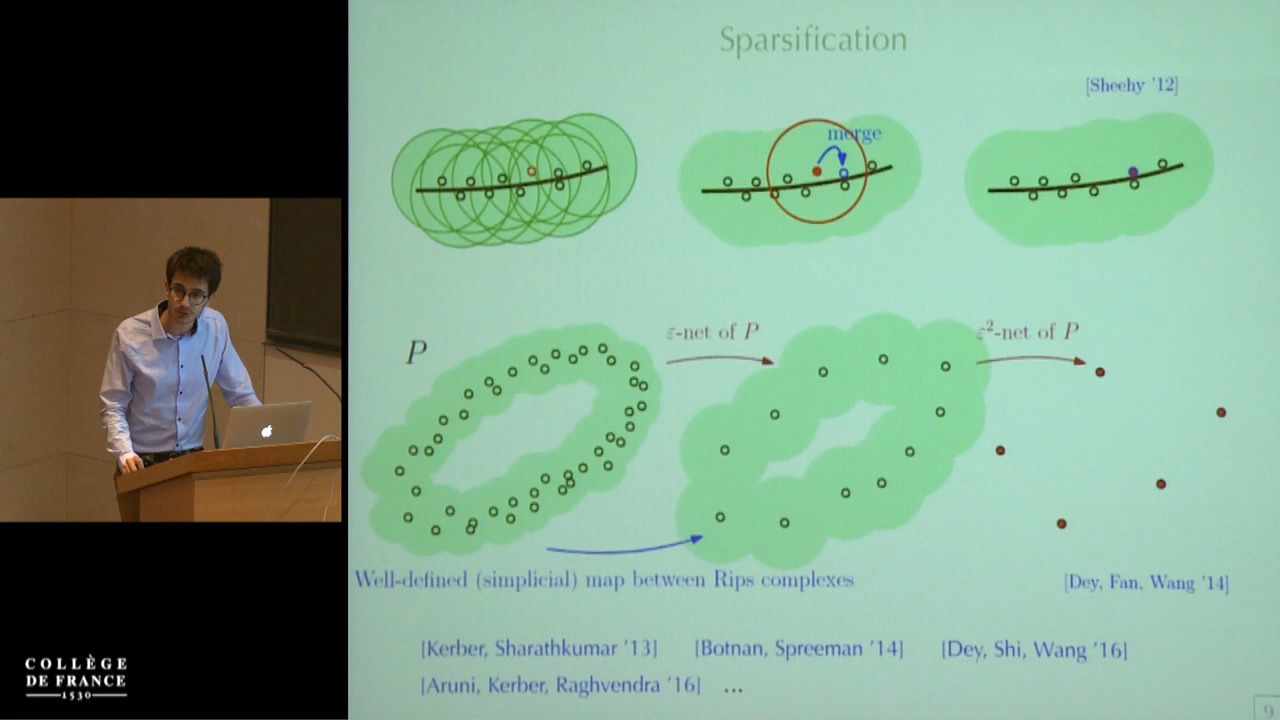 Sparsification
[Sheehy '12]
merge
P
ε-net of P
ε²-net of P
Well-defined (simplicial) map between Rips complexes
[Dey, Fan, Wang '14]
[Kerber, Sharathkumar '13] [Botnan, Spreeman '14] [Dey, Shi, Wang '16]
[Aruni, Kerber, Raghvendra '16] ...
9
COLLÈGE
DE FRANCE
1530